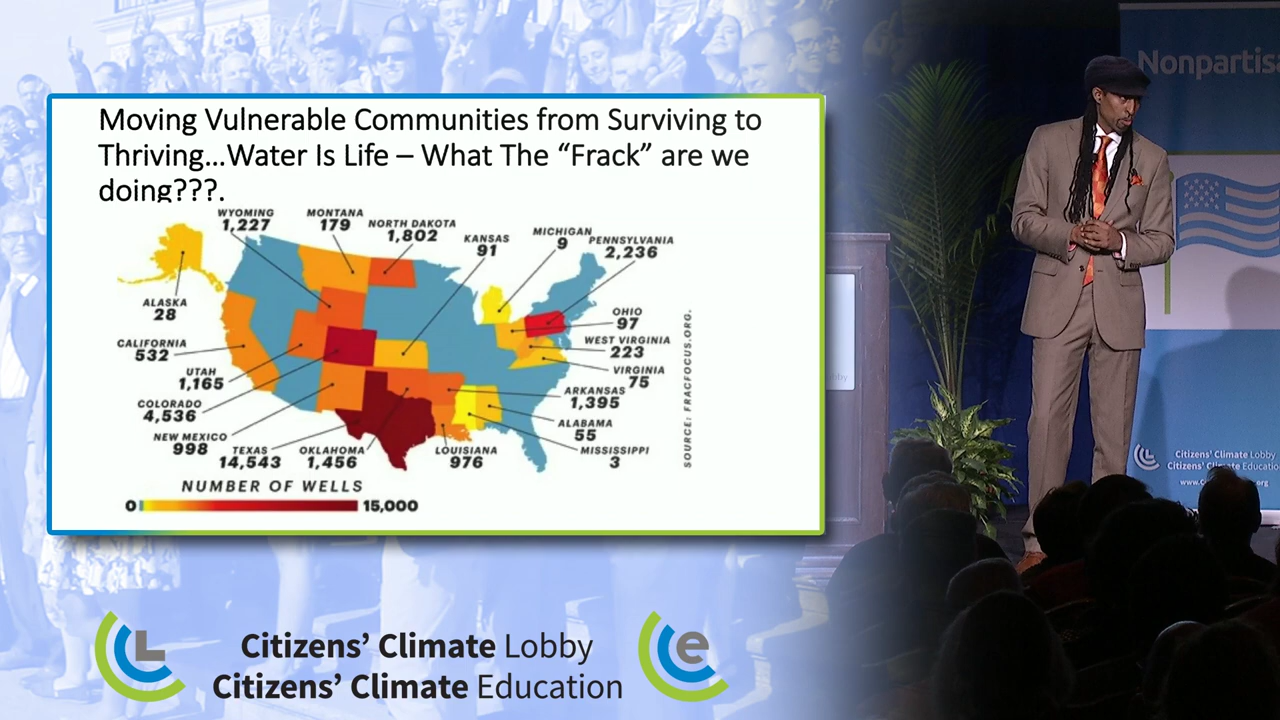 Moving Vulnerable Communities from Surviving to
Thriving...Water Is Life – What The “Frack” are we
doing???.
WYOMING
1,227
MONTANA
179
NORTH DAKOTA
1,802
KANSAS
91
MICHIGAN
9
PENNSYLVANIA
2,236
ALASKA
28
OHIO
97
CALIFORNIA
532
WEST VIRGINIA
223
UTAH
1,165
VIRGINIA
75
COLORADO
4,536
ARKANSAS
1,395
NEW MEXICO
998
ALABAMA
55
TEXAS
14,543
OKLAHOMA
1,456
LOUISIANA
976
MISSISSIPPI
3
SOURCE: FRACFOCUS.ORG.
NUMBER OF WELLS
0
15,000
L
Citizens’ Climate Lobby
Citizens’ Climate Education
e
Nonpartisa
Citizens’ Climate Lobby
Citizens’ Climate Educatio